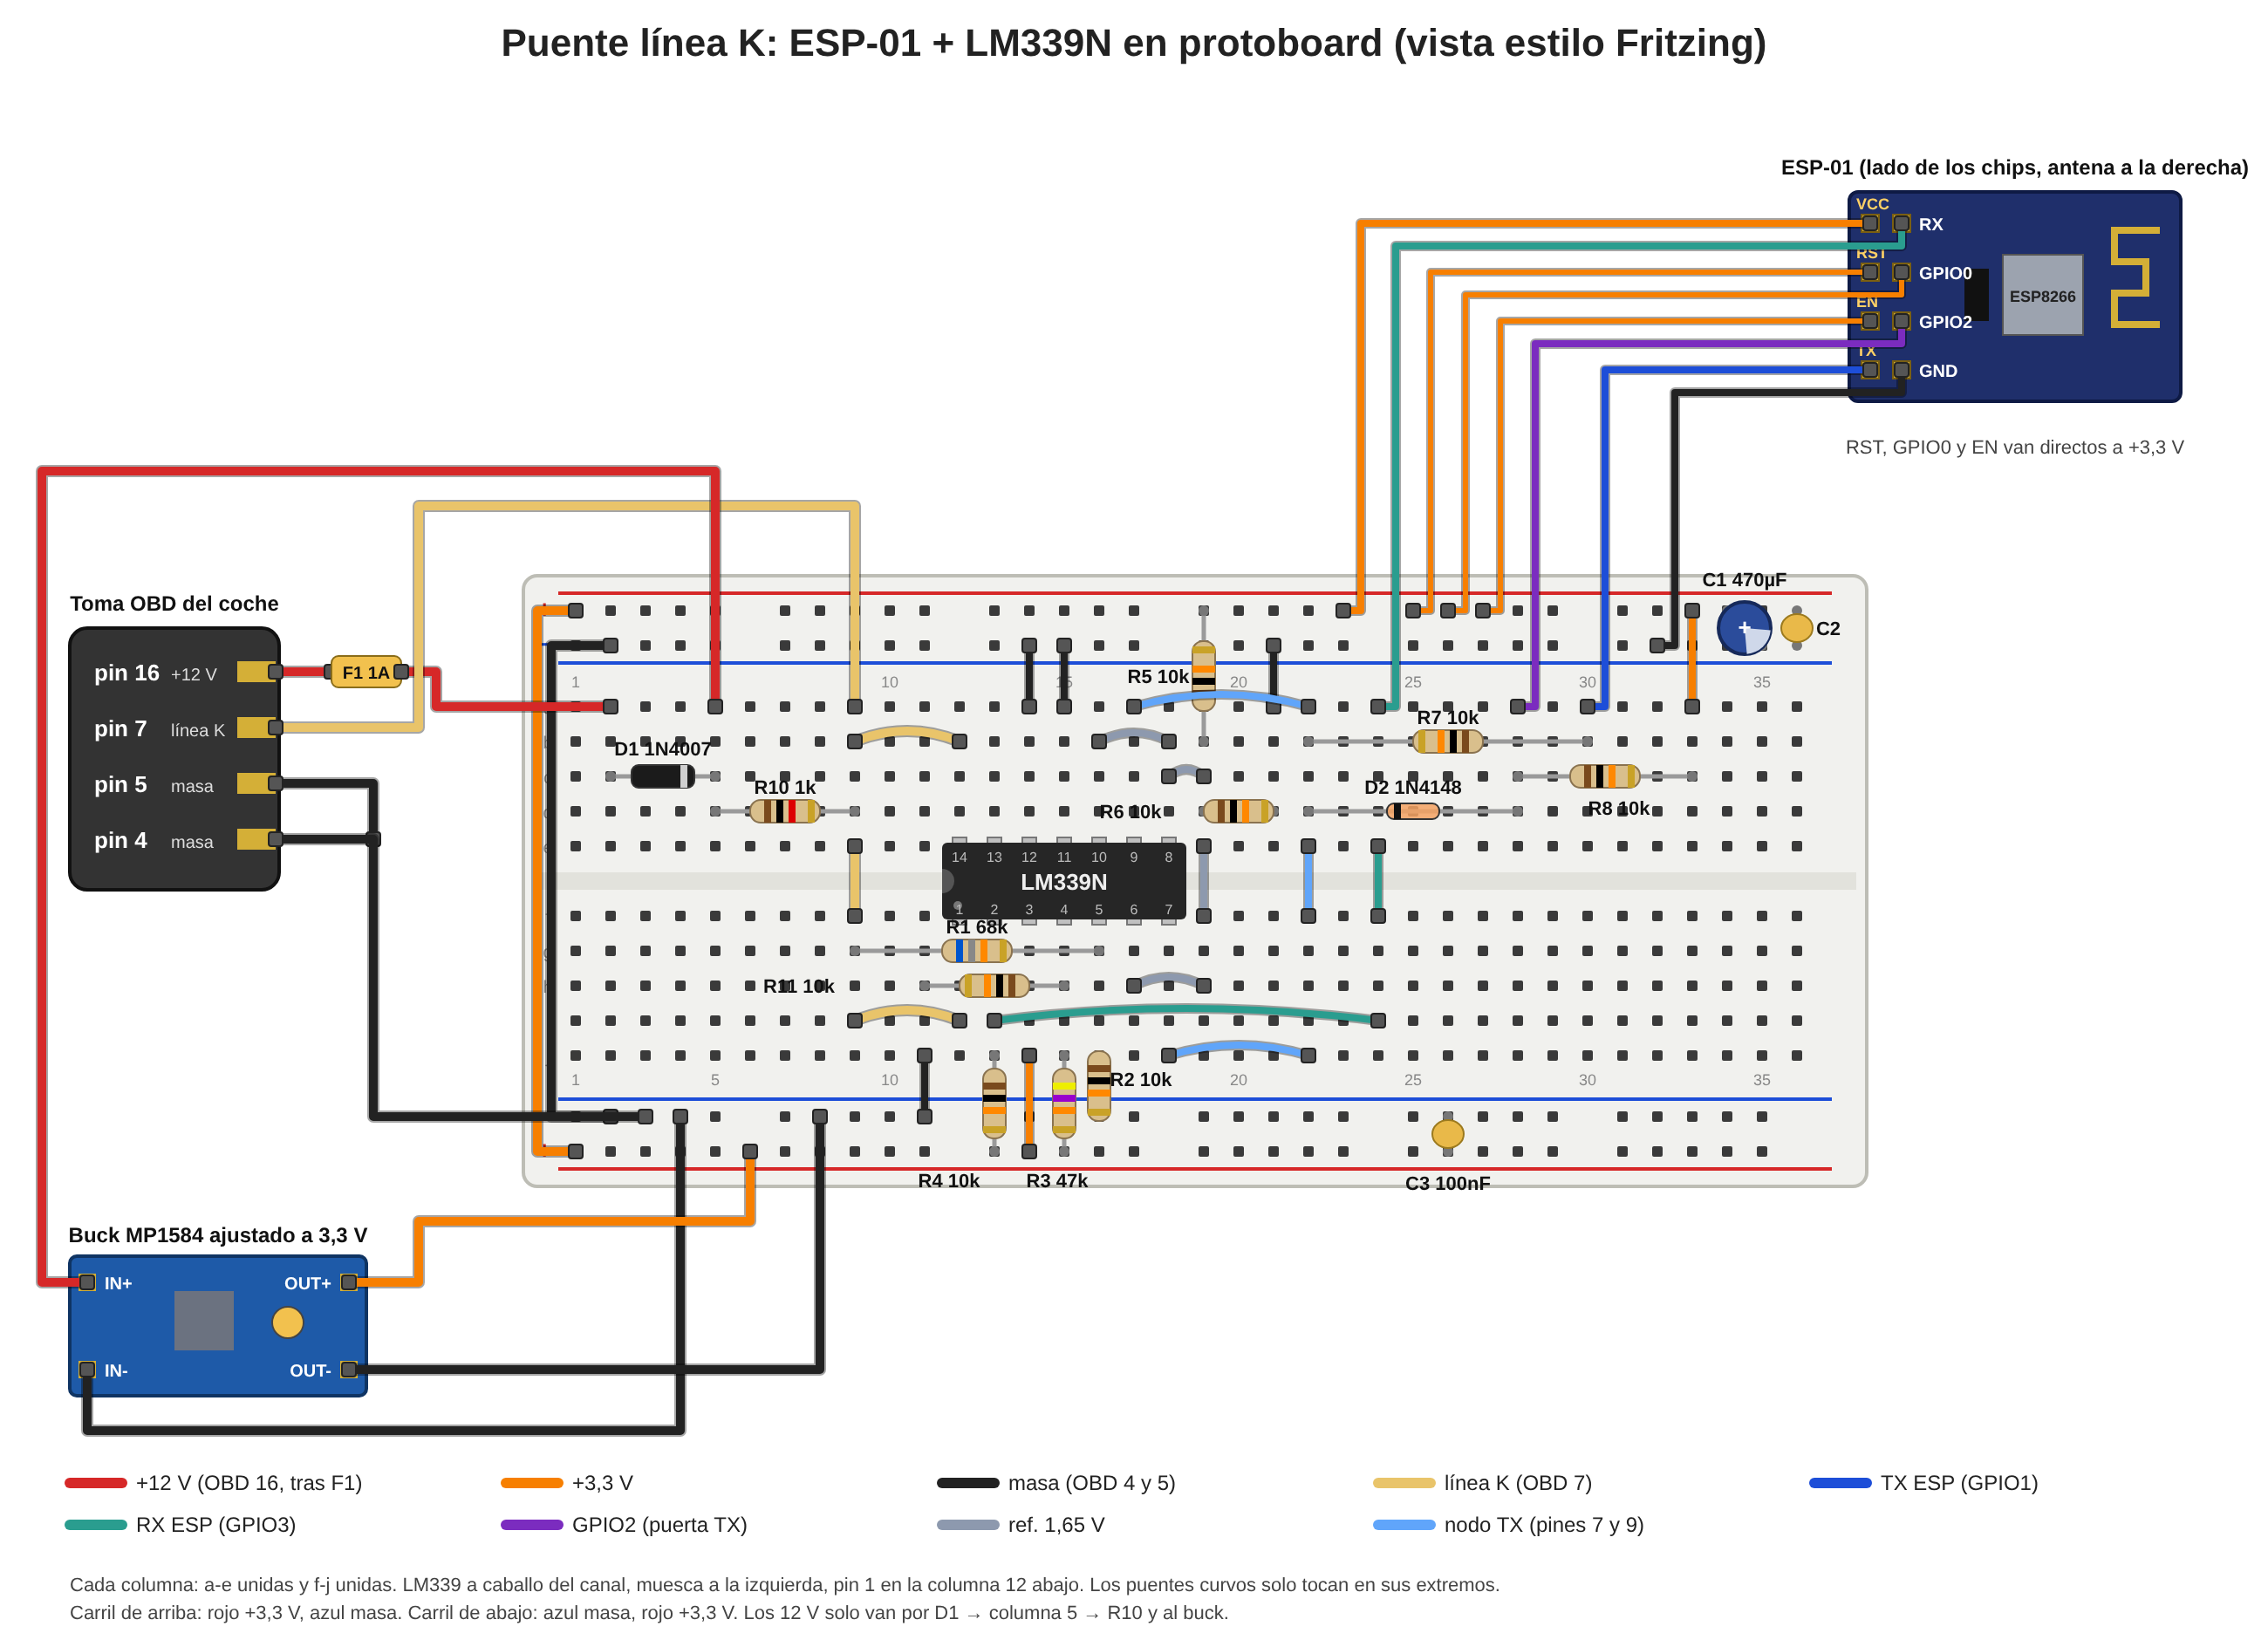 Puente línea K: ESP-01 + LM339N en protoboard (vista estilo Fritzing)
ESP-01 (lado de los chips, antena a la derecha)
VCC
RX
RST
GPIO0
ESP8266
EN
GPIO2
TX
GND
RST, GPIO0 y EN van directos a +3,3 V
Toma OBD del coche
pin 16 +12 V
F1 1A
pin 7 línea K
pin 5 masa
pin 4 masa
C1 470µF
+
C2
R5 10k
1 10 15 20 25 30 35
R7 10k
D1 1N4007
R10 1k
D2 1N4148
R6 10k
R8 10k
14 13 12 11 10 9 8
LM339N
1 2 3 4 5 6 7
R1 68k
R11 10k
R2 10k
1 5 10 20 25 30 35
R4 10k
R3 47k
C3 100nF
Buck MP1584 ajustado a 3,3 V
IN+ OUT+
IN- OUT-
+12 V (OBD 16, tras F1)
+3,3 V
masa (OBD 4 y 5)
línea K (OBD 7)
TX ESP (GPIO1)
RX ESP (GPIO3)
GPIO2 (puerta TX)
ref. 1,65 V
nodo TX (pines 7 y 9)
Cada columna: a-e unidas y f-j unidas. LM339 a caballo del canal, muesca a la izquierda, pin 1 en la columna 12 abajo. Los puentes curvos solo tocan en sus extremos.
Carril de arriba: rojo +3,3 V, azul masa. Carril de abajo: azul masa, rojo +3,3 V. Los 12 V solo van por D1 → columna 5 → R10 y al buck.